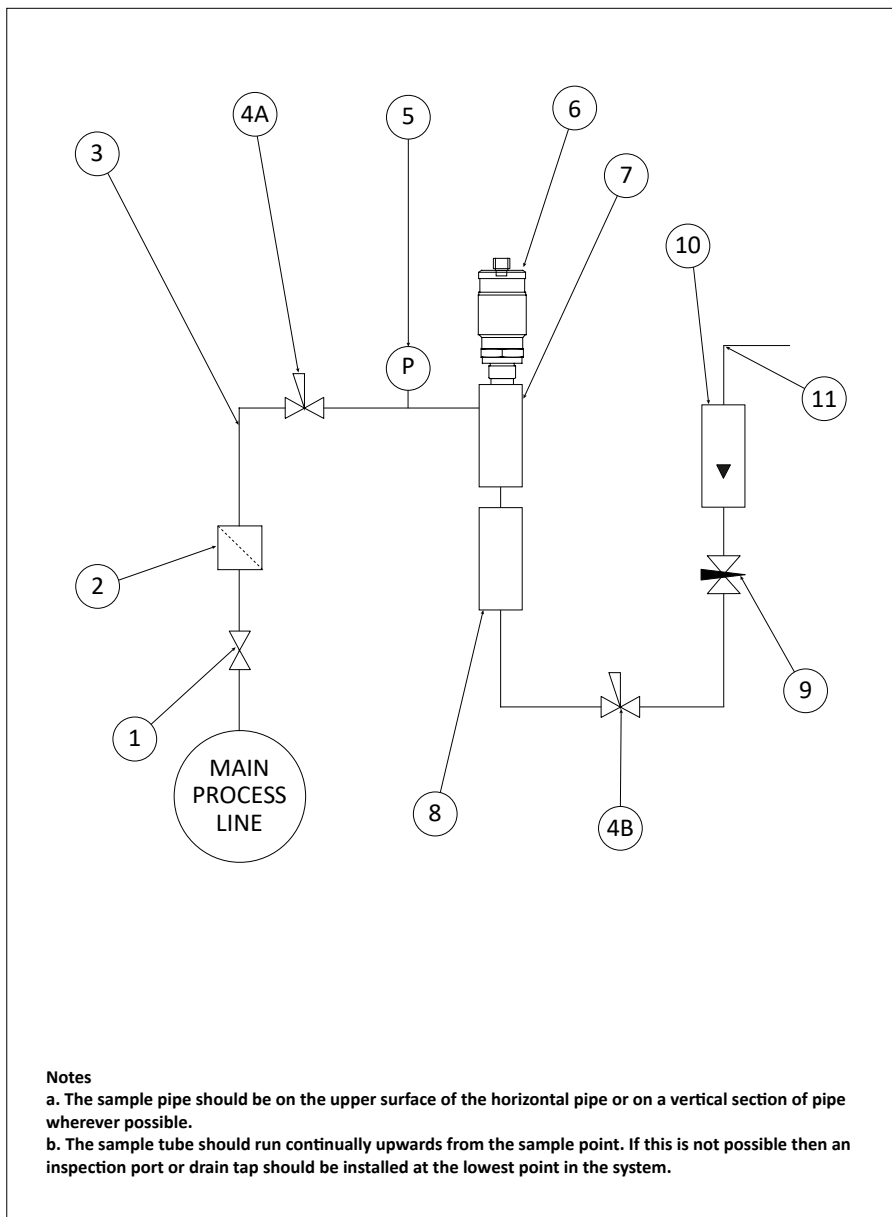 4A
5
6
3
7
10
P
11
2
9
1
MAIN
PROCESS
LINE
8
4B
Notes
a. The sample pipe should be on the upper surface of the horizontal pipe or on a vertical section of pipe
wherever possible.
b. The sample tube should run continually upwards from the sample point. If this is not possible then an
inspection port or drain tap should be installed at the lowest point in the system.